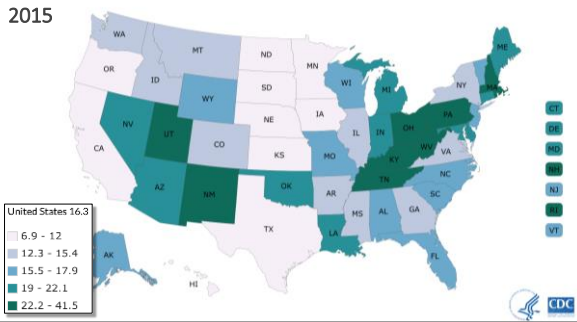 2015
WA
MT
ND
MN
ME
OR
ID
WY
SD
WI
MI
NY
MA
NV
UT
CO
NE
IA
IL
IN
OH
PA
CA
KS
MO
KY
WV
VA
AZ
NM
OK
AR
TN
NC
SC
TX
LA
MS
AL
GA
FL
AK
HI
CT
DE
MD
NH
NJ
RI
VT
United States 16.3
6.9 - 12
12.3 - 15.4
15.5 - 17.9
19 - 22.1
22.2 - 41.5
CDC